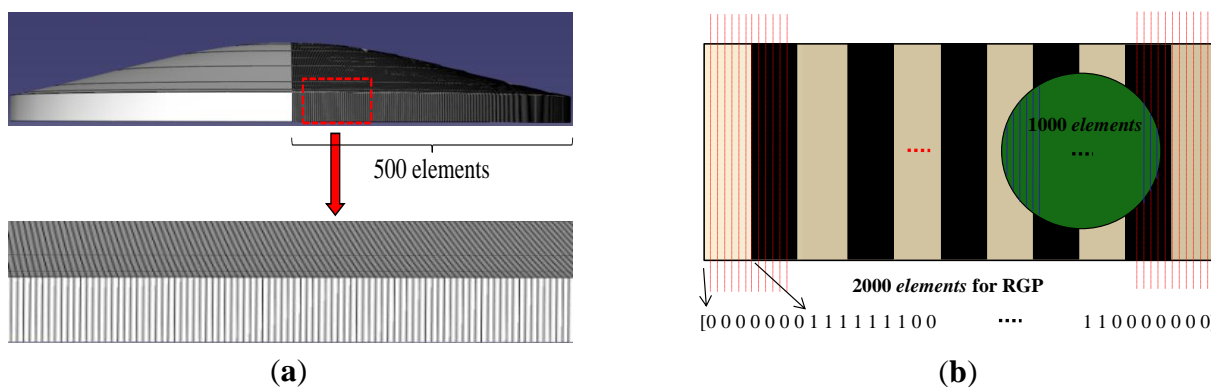 500 elements
(a)
1000 elements
....
....
2000 elements for RGP
[0 0 0 0 0 0 0 0 1 1 1 1 1 1 1 0 0 .... 1 1 0 0 0 0 0 0 0]
(b)